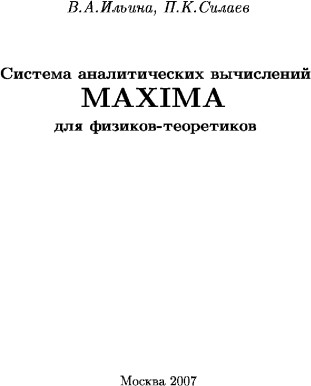 В.А.Ильина, П.К.Силаев
Система аналитических вычислений
MAXIMA
для физиков-теоретиков
Москва 2007